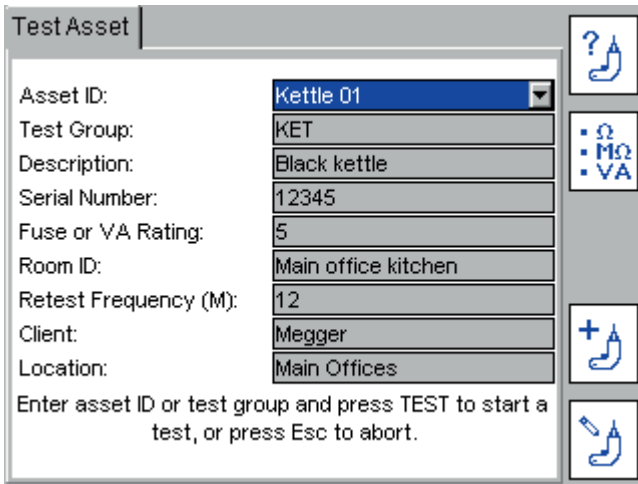 Test Asset
Asset ID: Kettle 01
Test Group: KET
Description: Black kettle
Serial Number: 12345
Fuse or VA Rating: 5
Room ID: Main office kitchen
Retest Frequency (M): 12
Client: Megger
Location: Main Offices
Enter asset ID or test group and press TEST to start a
test, or press Esc to abort.
?
Ω
MΩ
VA
+